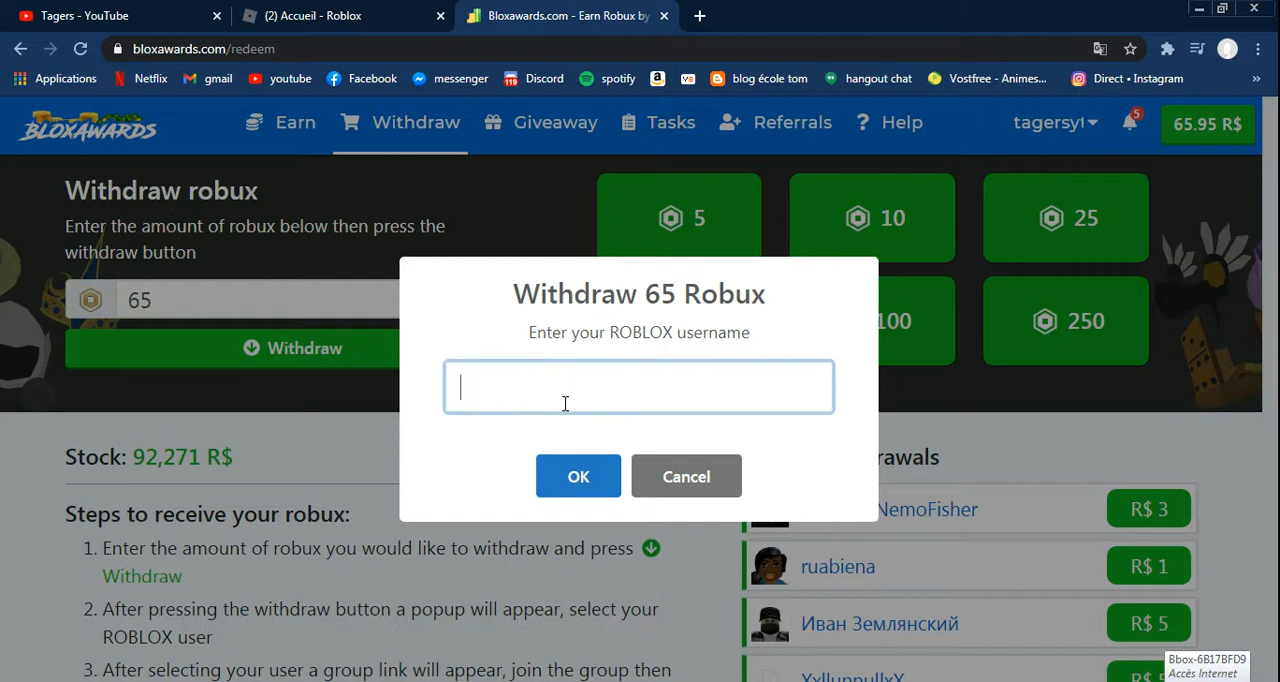 Tagers - YouTube
(2) Accueil - Roblox
Bloxawards.com - Earn Robux by
bloxawards.com/redeem
Applications
Netflix
gmail
youtube
Facebook
messenger
Discord
spotify
blog école tom
hangout chat
Vostfree - Animes...
Direct • Instagram
»
BLOXAWARDS
Earn
Withdraw
Giveaway
Tasks
Referrals
Help
tagersyt
5
65.95 R$
Withdraw robux
Enter the amount of robux below then press the
withdraw button
65
Withdraw
5
10
25
100
250
Withdraw 65 Robux
Enter your ROBLOX username
OK
Cancel
Stock: 92,271 R$
Steps to receive your robux:
1. Enter the amount of robux you would like to withdraw and press
Withdraw
2. After pressing the withdraw button a popup will appear, select your
ROBLOX user
3. After selecting your user a group link will appear, join the group then
rawals
NemoFisher
R$ 3
ruabiena
R$ 1
Иван Землянский
R$ 5
Bbox-6B17BFD9
Accès Internet